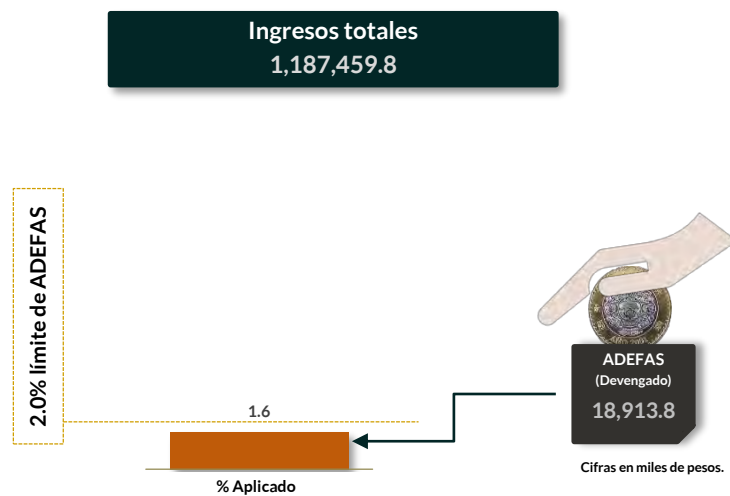 Ingresos totales
1,187,459.8
2.0% límite de ADEFAS
1.6
% Aplicado
ADEFAS
(Devengado)
18,913.8
Cifras en miles de pesos.